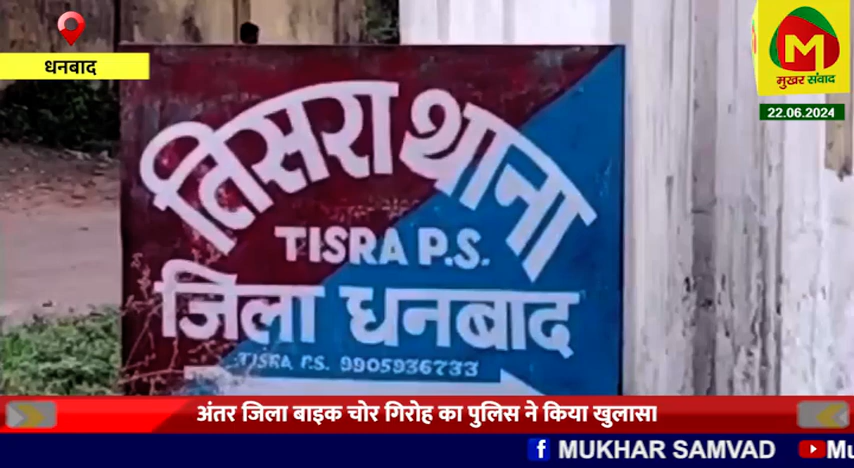 धनबाद
M
मुखर संवाद
22.06.2024
तिसरा थाना
TISRA P.S.
जिला धनबाद
TISRA P.S. 9905936733
अंतर जिला बाइक चोर गिरोह का पुलिस ने किया खुलासा
f MUKHAR SAMVAD